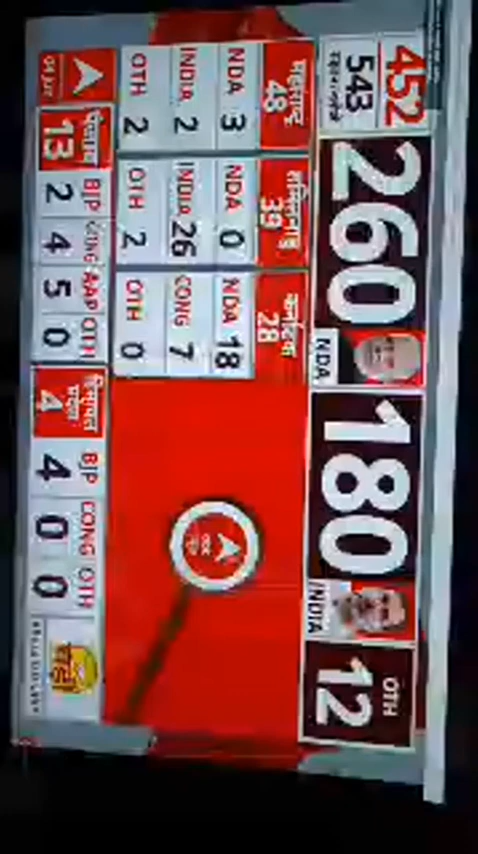 452
543
260 NDA
180 INDIA
12 OTH
महाराष्ट्र 48
NDA 3
INDIA 2
OTH 2
तमिलनाडु 39
NDA 0
INDIA 26
OTH 2
कर्नाटक 28
NDA 18
CONG 7
OTH 0
04 JUN
पंजाब 13
BJP CONG AAP OTH
2 4 5 0
हिमाचल प्रदेश 4
BJP CONG OTH
4 0 0